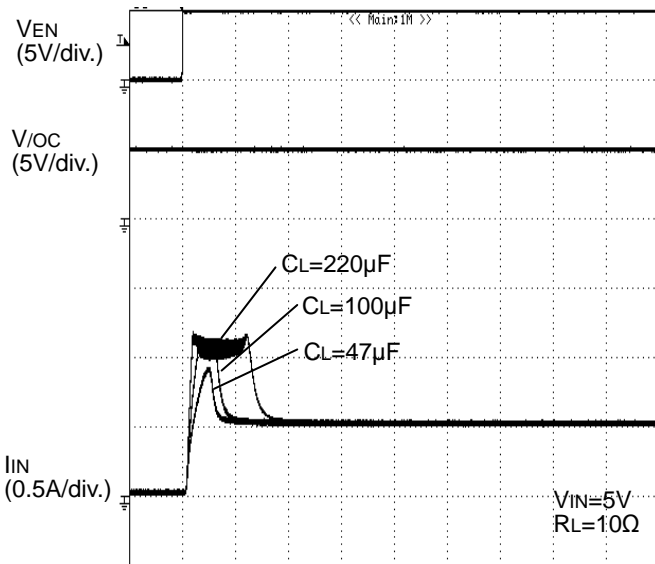 VEN
(5V/div.)
<< Main:1M >>
T
V/OC
(5V/div.)
CL=220µF
CL=100µF
CL=47µF
IIN
(0.5A/div.)
VIN=5V
RL=10Ω